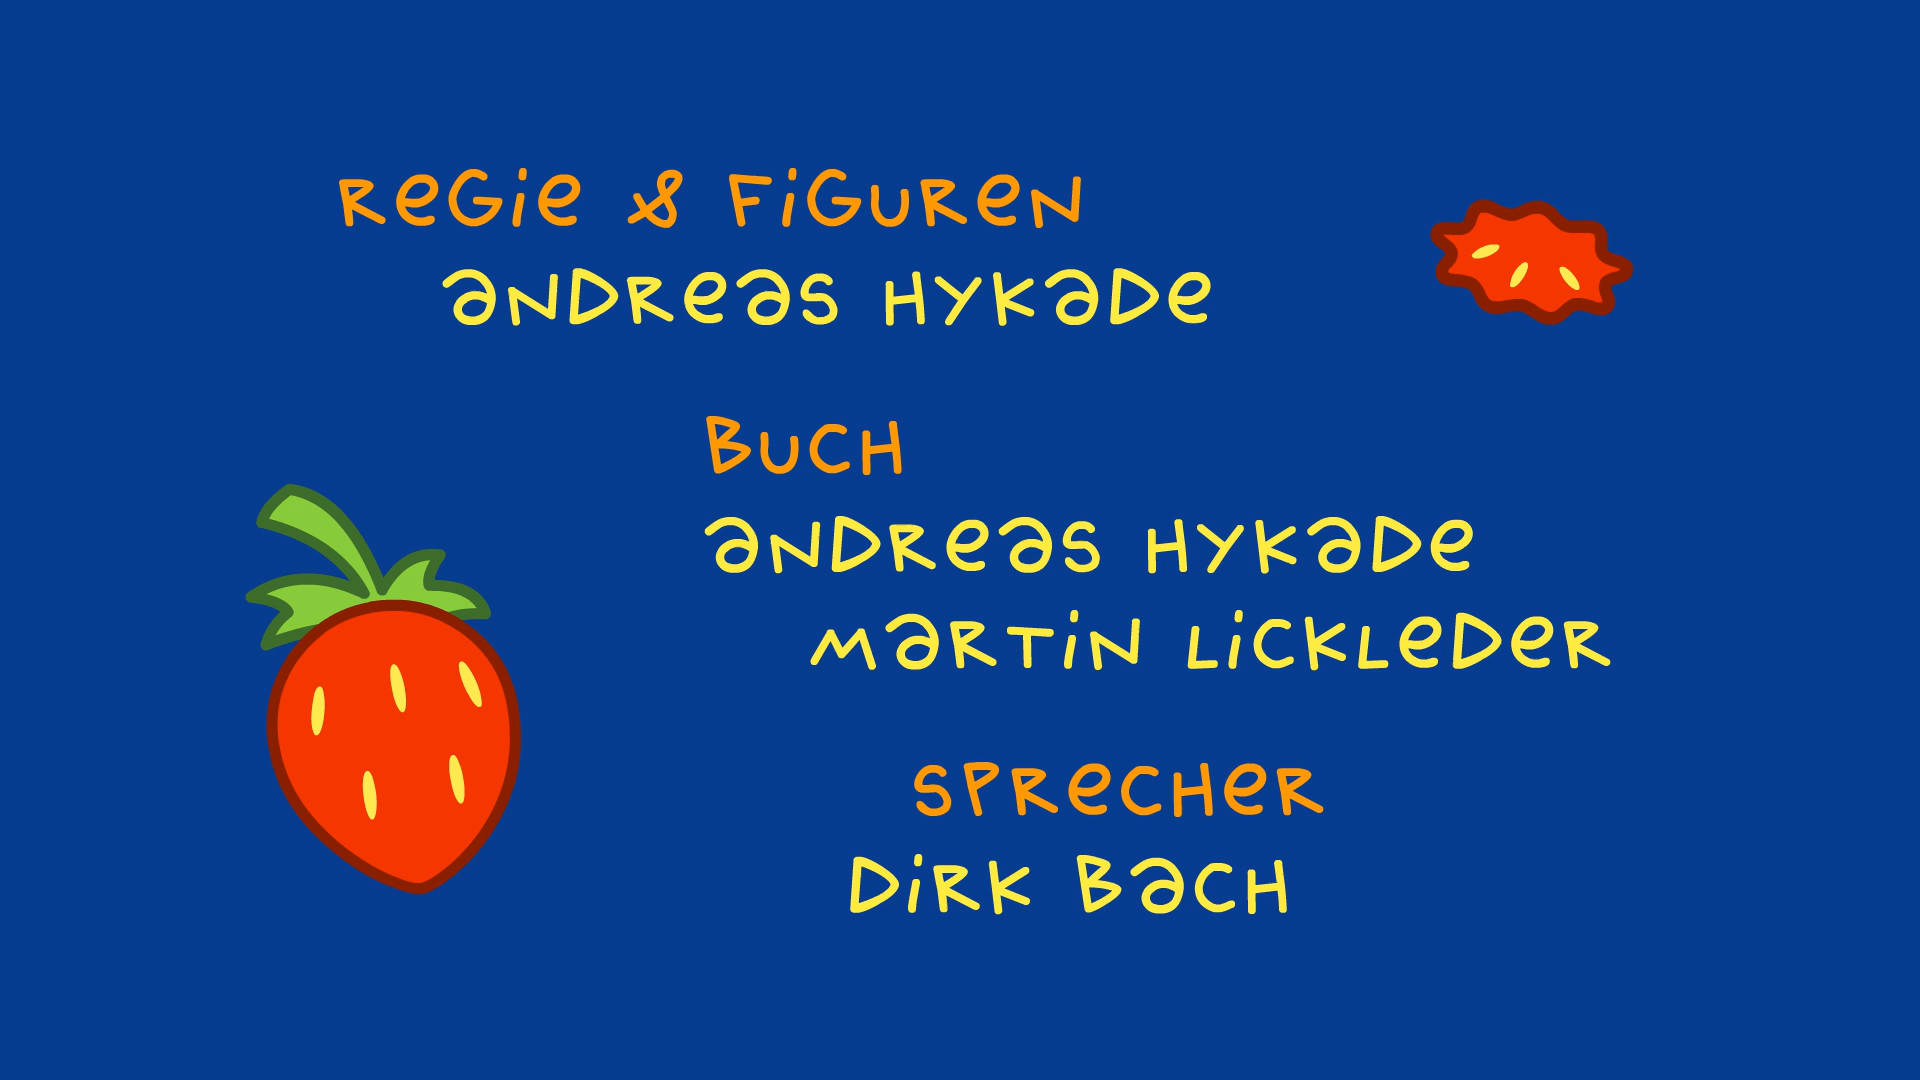 Regie & Figuren
Andreas Hykade
Buch
Andreas Hykade
Martin Lickleder
Sprecher
Dirk Bach